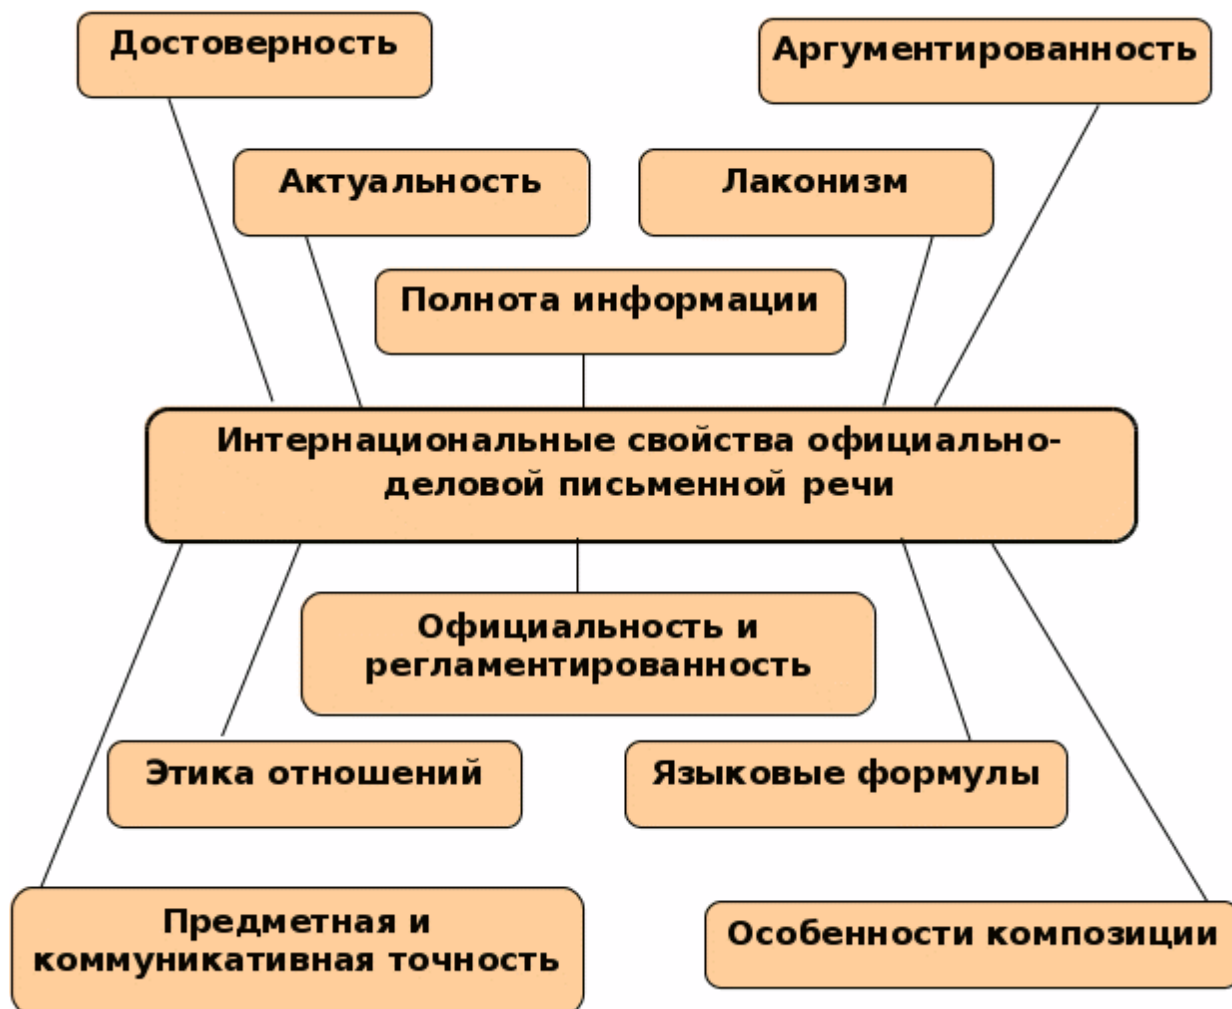 Достоверность
Аргументированность
Актуальность
Лаконизм
Полнота информации
Интернациональные свойства официально-
деловой письменной речи
Официальность и
регламентированность
Этика отношений
Языковые формулы
Предметная и
коммуникативная точность
Особенности композиции